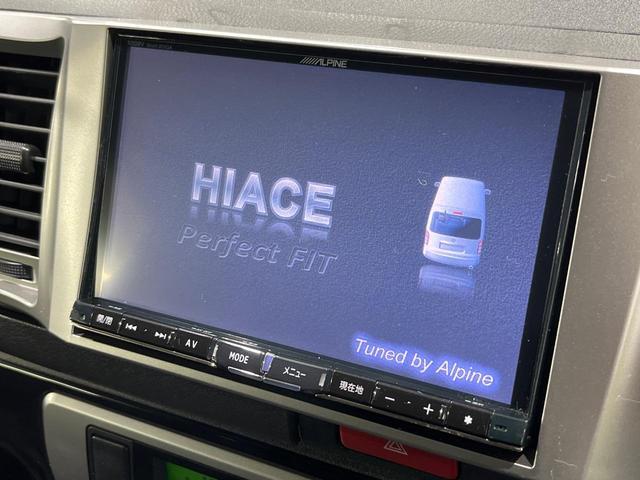 ALPINE
HIACE
Perfect FIT
Tuned by Alpine
開/閉 AV MODE メニュー 現在地 − + ✱